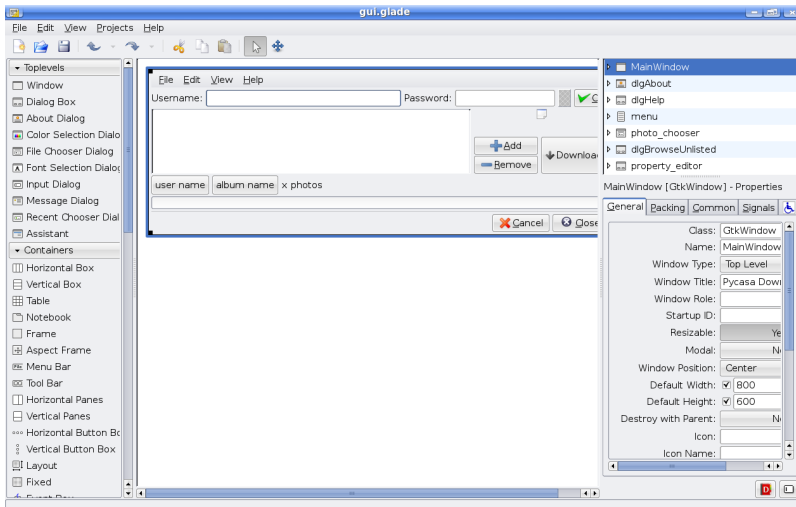 gui.glade
File Edit View Projects Help
Toplevels
Window
Dialog Box
About Dialog
Color Selection Dialo
File Chooser Dialog
Font Selection Dialog
Input Dialog
Message Dialog
Recent Chooser Dial
Assistant
Containers
Horizontal Box
Vertical Box
Table
Notebook
Frame
Aspect Frame
Menu Bar
Tool Bar
Horizontal Panes
Vertical Panes
Horizontal Button Bo
Vertical Button Box
Layout
Fixed
File Edit View Help
Username: Password:
Add
Remove
Downloa
user name album name x photos
Cancel Close
MainWindow
dlgAbout
dlgHelp
menu
photo_chooser
dlgBrowseUnlisted
property_editor
MainWindow [GtkWindow] - Properties
General Packing Common Signals
Class: GtkWindow
Name: MainWindow
Window Type: Top Level
Window Title: Pycasa Down
Window Role:
Startup ID:
Resizable: Ye
Modal: N
Window Position: Center
Default Width: 800
Default Height: 600
Destroy with Parent: N
Icon:
Icon Name: